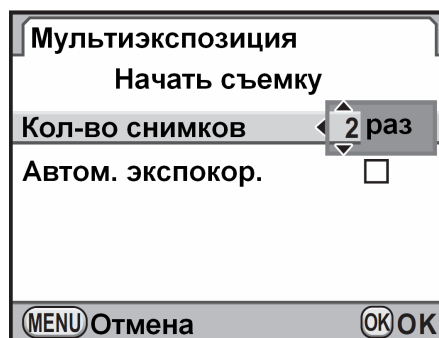 Мультиэкспозиция
Начать съемку
Кол-во снимков 2 раз
Автом. экспокор.
MENU Отмена OK OK